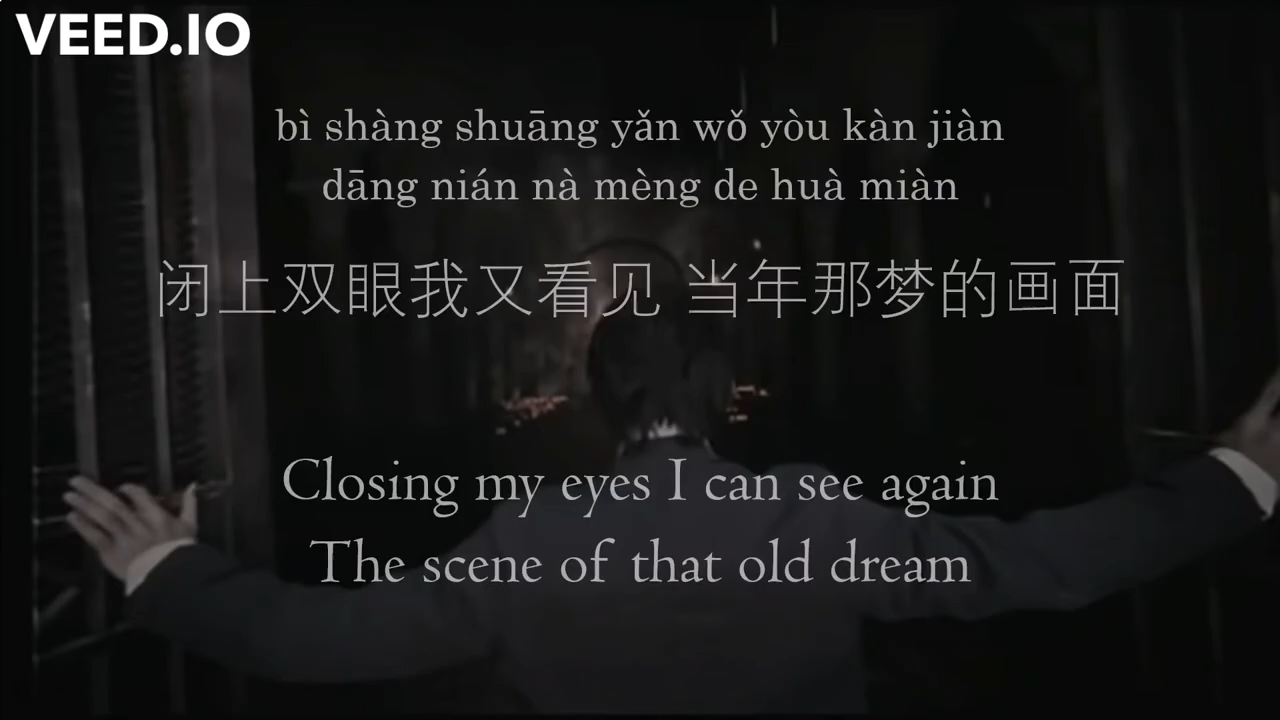 VEED.IO
bì shàng shuāng yǎn wǒ yòu kàn jiàn
dāng nián nà mèng de huà miàn
闭上双眼我又看见 当年那梦的画面
Closing my eyes I can see again
The scene of that old dream